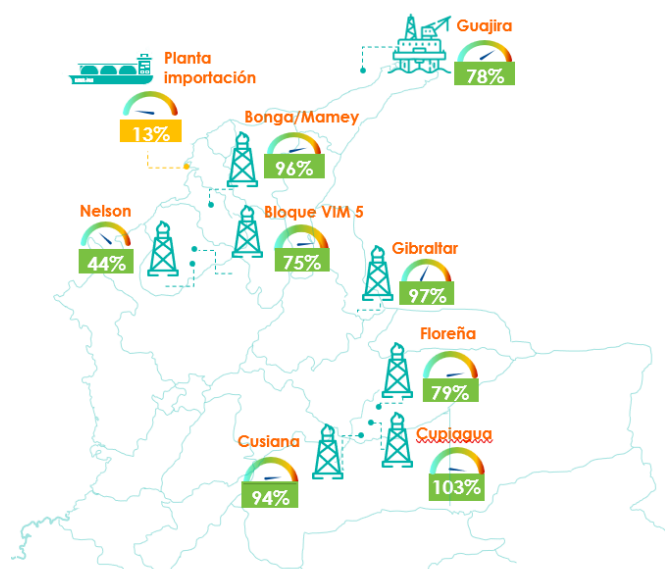 Guajira
78%
Planta
importación
13%
Bonga/Mamey
96%
Nelson
44%
Bloque VIM 5
75%
Gibraltar
97%
Floreña
79%
Cupiagua
103%
Cusiana
94%